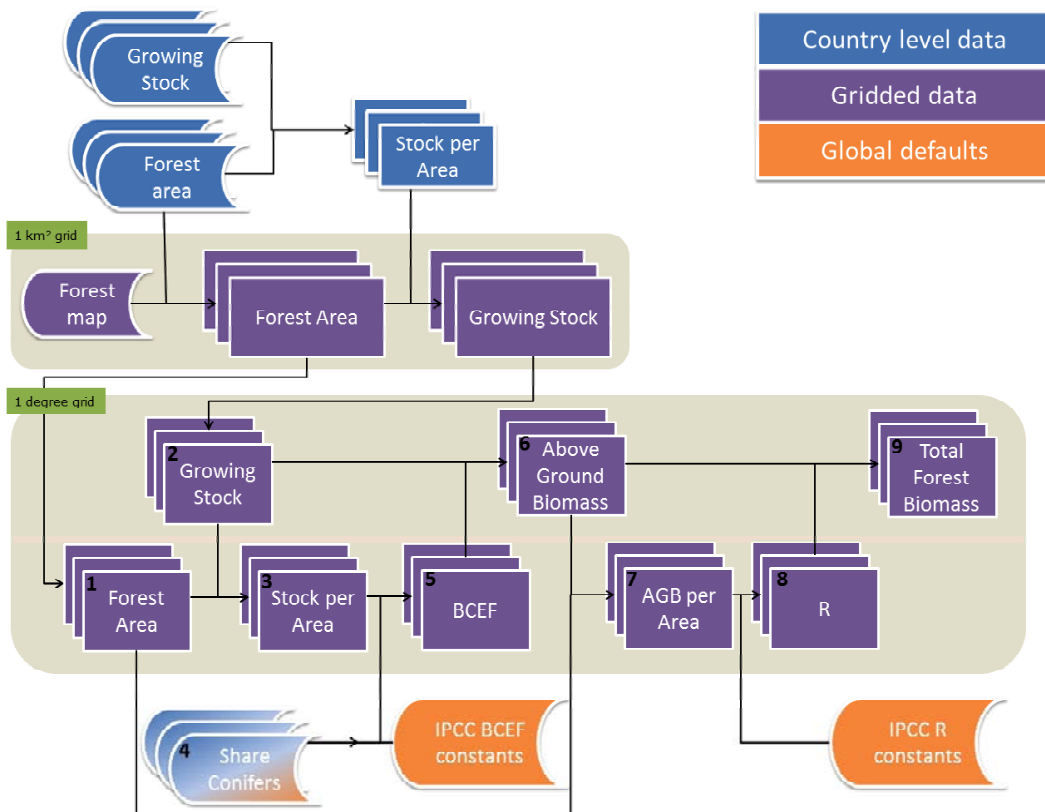 Growing
Stock
Country level data
Gridded data
Global defaults
Forest
area
Stock per
Area
1 km² grid
Forest
map
Forest Area
Growing Stock
1 degree grid
2
Growing
Stock
6
Above
Ground
Biomass
9
Total
Forest
Biomass
1
Forest
Area
3
Stock per
Area
5
BCEF
7
AGB per
Area
8
R
4
Share
Conifers
IPCC BCEF
constants
IPCC R
constants